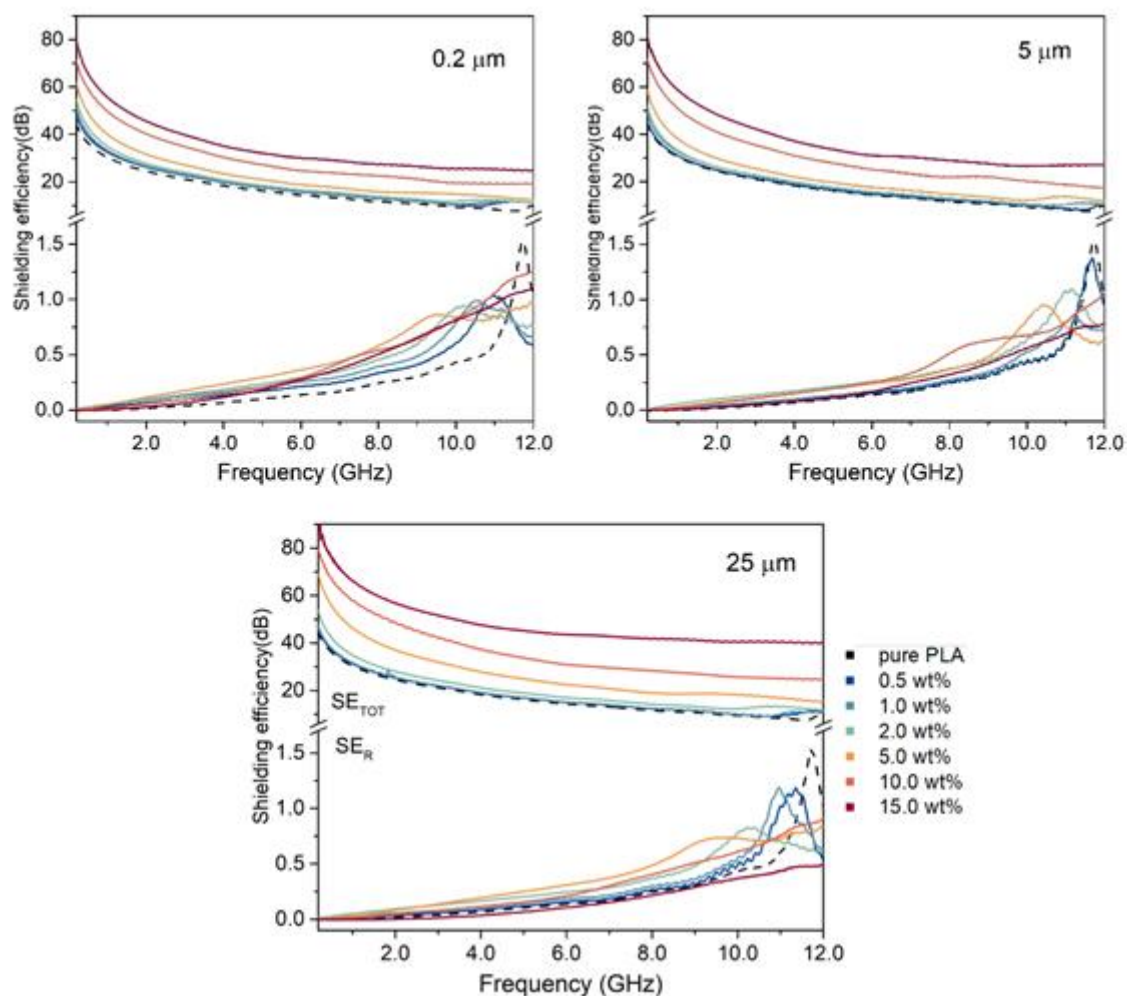 0.2 μm
Shielding efficiency(dB)
80
60
40
20
1.5
1.0
0.5
0.0
2.0 4.0 6.0 8.0 10.0 12.0
Frequency (GHz)
5 μm
Shielding efficiency(dB)
80
60
40
20
1.5
1.0
0.5
0.0
2.0 4.0 6.0 8.0 10.0 12.0
Frequency (GHz)
25 μm
Shielding efficiency(dB)
80
60
40
20
1.5
1.0
0.5
0.0
SE_TOT
SE_R
2.0 4.0 6.0 8.0 10.0 12.0
Frequency (GHz)
pure PLA
0.5 wt%
1.0 wt%
2.0 wt%
5.0 wt%
10.0 wt%
15.0 wt%